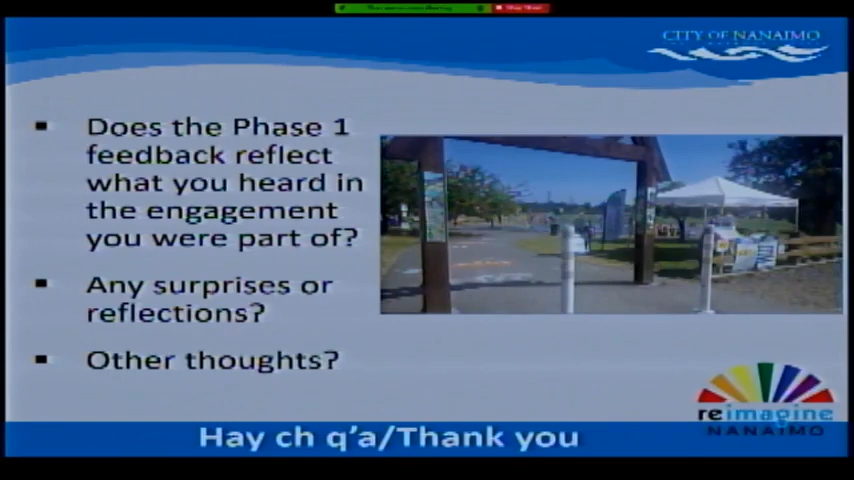 CITY OF NANAIMO
▪ Does the Phase 1
feedback reflect
what you heard in
the engagement
you were part of?
▪ Any surprises or
reflections?
▪ Other thoughts?
reimagine
NANAIMO
Hay ch q'a/Thank you